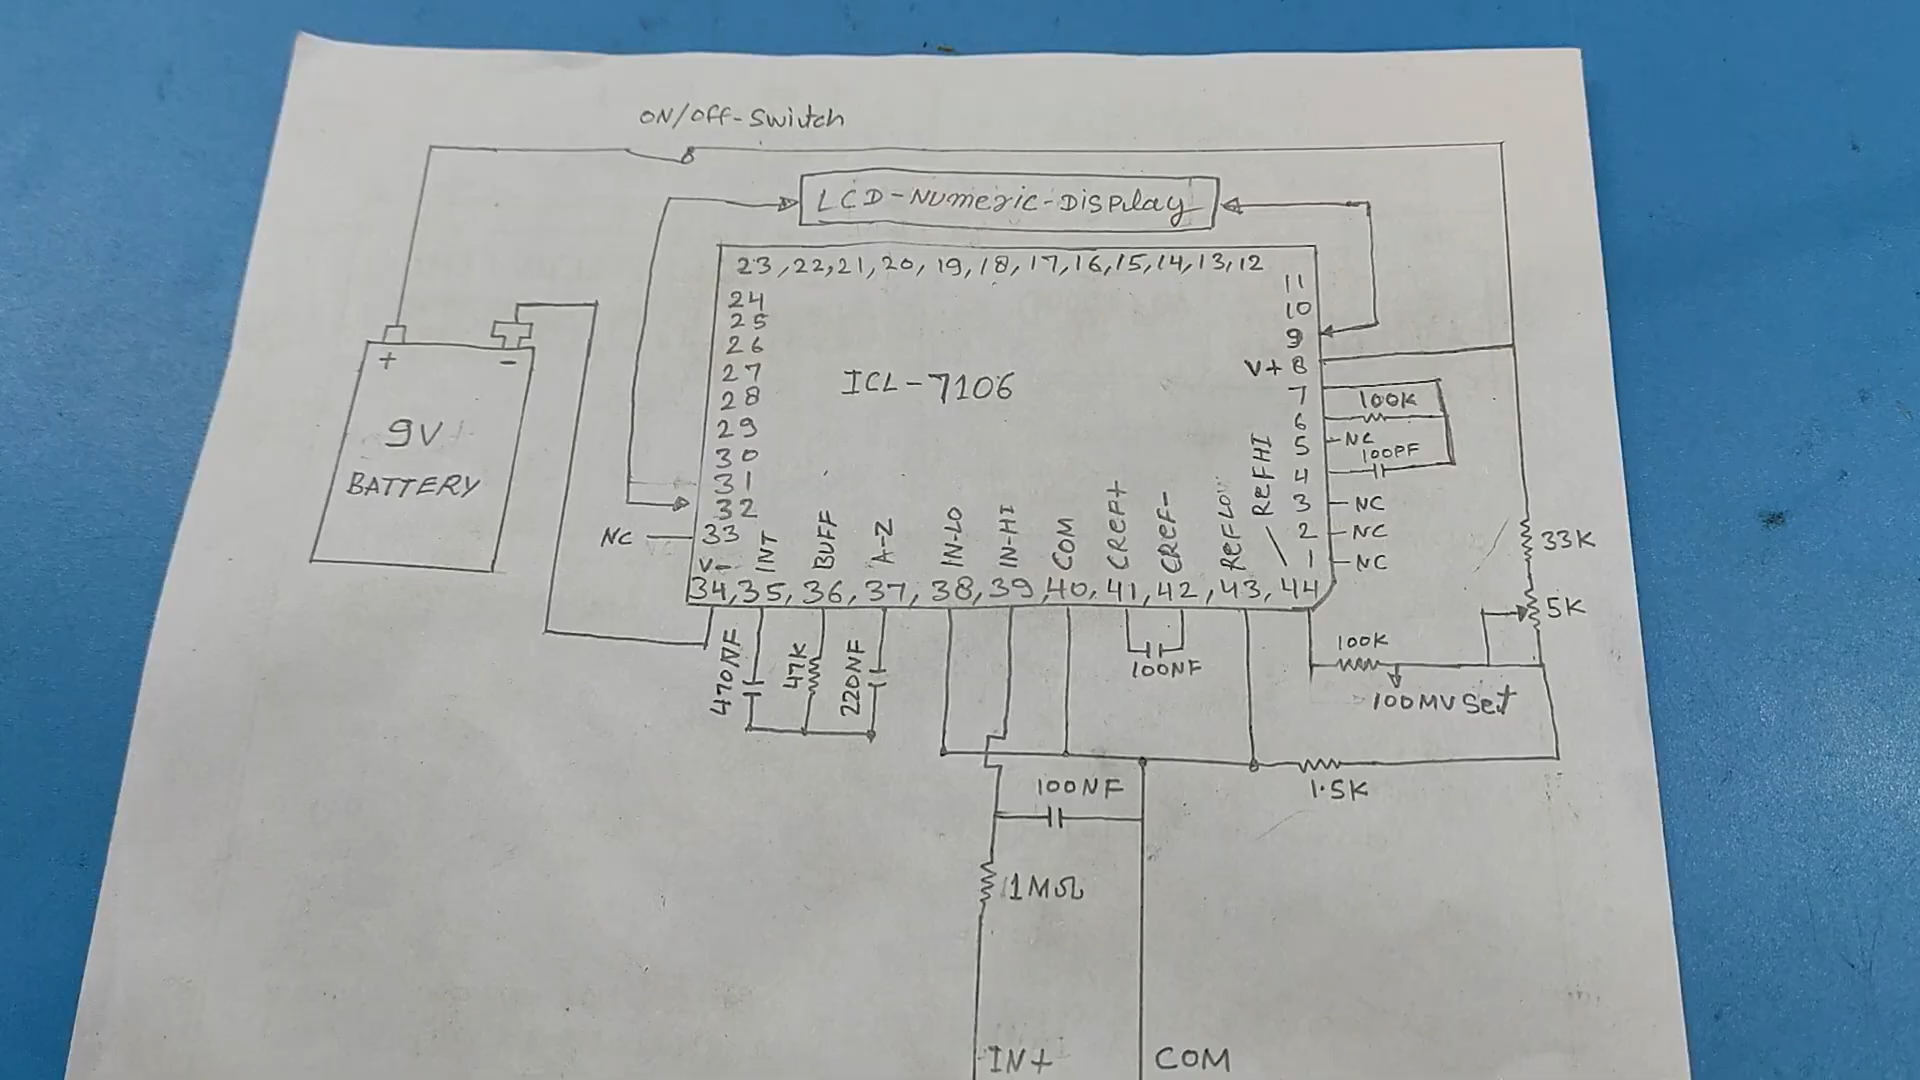 ON/OFF-Switch
LCD-Numeric-Display
23,22,21,20,19,18,17,16,15,14,13,12
11
10
9
V+ 8
7
6
5
4
3
2
1
24
25
26
27
28
29
30
31
32
33
ICL-7106
+
-
9V
BATTERY
100K
NC
100PF
NC
NC
NC
NC
V-
INT
BUFF
A-Z
IN-LO
IN-HI
COM
CREF+
CREF-
REFLO
REFHI
34,35,36,37,38,39,40,41,42,43,44
33K
5K
470NF
47K
220NF
100NF
100K
100MV Set
100NF
1.5K
1MΩ
IN+
COM